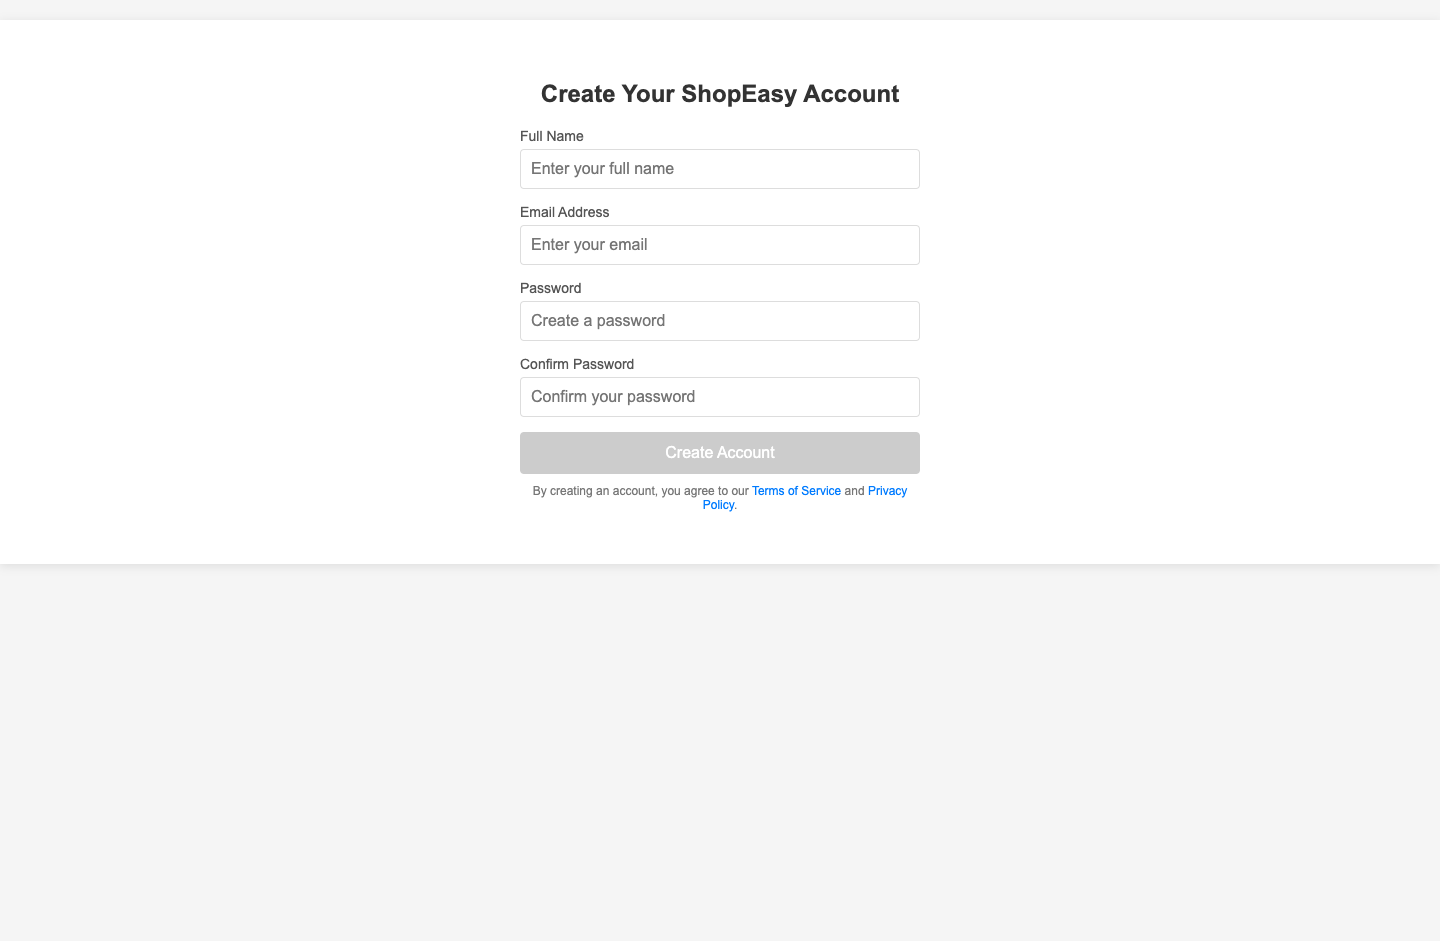 Create Your ShopEasy Account
Full Name
Enter your full name
Email Address
Enter your email
Password
Create a password
Confirm Password
Confirm your password
Create Account
By creating an account, you agree to our Terms of Service and Privacy
Policy.